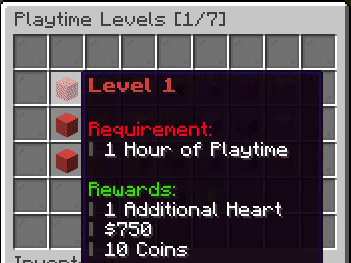 Playtime Levels [1/7]
Level 1
Requirement:
1 Hour of Playtime
Rewards:
1 Additional Heart
$750
10 Coins